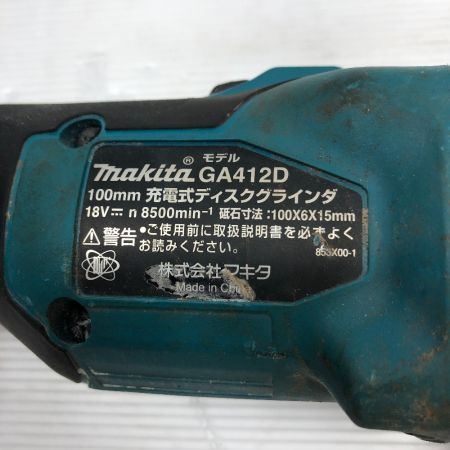 モデル
makita® GA412D
100mm 充電式ディスクグラインダ
18V⎓ n 8500min⁻¹ 砥石寸法:100X6X15mm
⚠警告 •ご使用前に取扱説明書を必ずよく
お読みください。
853X00-1
株式会社マキタ
Made in